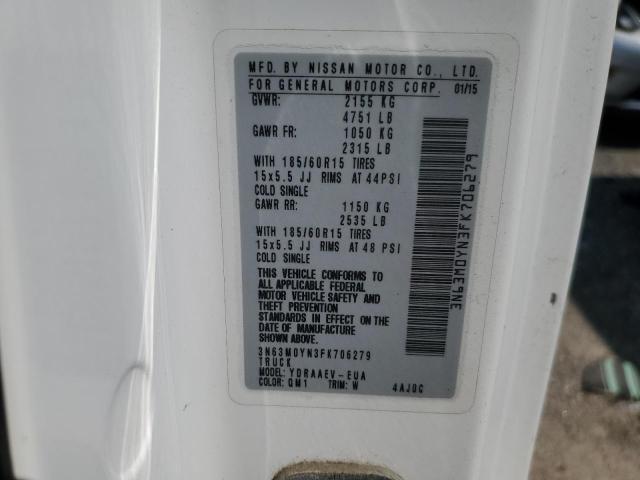 MFD. BY NISSAN MOTOR CO., LTD.
FOR GENERAL MOTORS CORP. 01/15
GVWR: 2155 KG
4751 LB
GAWR FR: 1050 KG
2315 LB
WITH 185/60R15 TIRES
15x5.5 JJ RIMS AT 44PSI
COLD SINGLE
GAWR RR: 1150 KG
2535 LB
WITH 185/60R15 TIRES
15x5.5 JJ RIMS AT 48 PSI
COLD SINGLE
THIS VEHICLE CONFORMS TO
ALL APPLICABLE FEDERAL
MOTOR VEHICLE SAFETY AND
THEFT PREVENTION
STANDARDS IN EFFECT ON
THE DATE OF MANUFACTURE
SHOWN ABOVE.
3N63M0YN3FK706279
TRUCK
MODEL: YDRAAEV-EUA
COLOR: QM1 TRIM: W 4AJ0C
3N63M0YN3FK706279